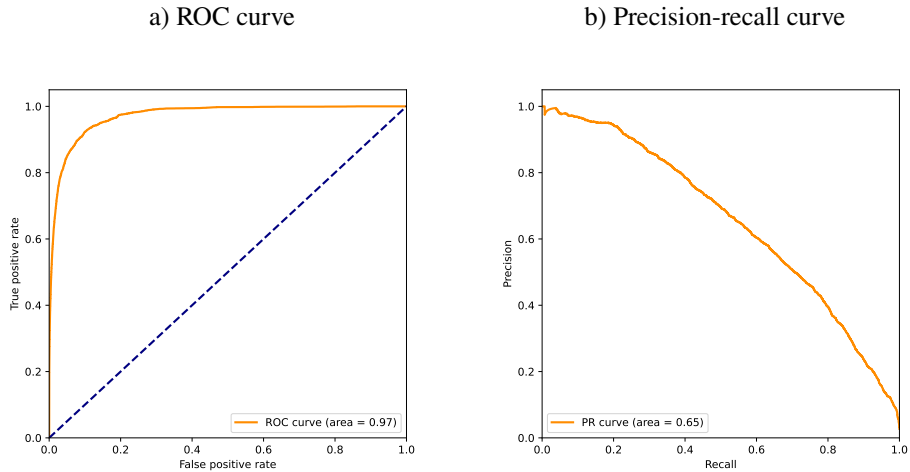 a) ROC curve
b) Precision-recall curve
1.0
0.8
0.6
0.4
0.2
0.0
True positive rate
0.0 0.2 0.4 0.6 0.8 1.0
False positive rate
ROC curve (area = 0.97)
1.0
0.8
0.6
0.4
0.2
0.0
Precision
0.0 0.2 0.4 0.6 0.8 1.0
Recall
PR curve (area = 0.65)